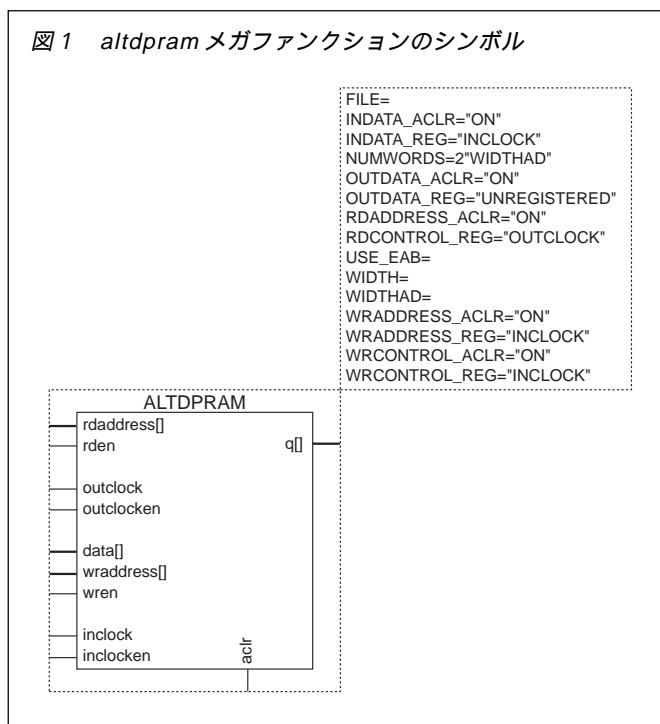 図 1 altdpram メガファンクションのシンボル
FILE=
INDATA_ACLR="ON"
INDATA_REG="INCLOCK"
NUMWORDS=2"WIDTHAD"
OUTDATA_ACLR="ON"
OUTDATA_REG="UNREGISTERED"
RDADDRESS_ACLR="ON"
RDCONTROL_REG="OUTCLOCK"
USE_EAB=
WIDTH=
WIDTHAD=
WRADDRESS_ACLR="ON"
WRADDRESS_REG="INCLOCK"
WRCONTROL_ACLR="ON"
WRCONTROL_REG="INCLOCK"
ALTDPRAM
rdaddress[]
rden
q[]
outclock
outclocken
data[]
wraddress[]
wren
inclock
inclocken
aclr